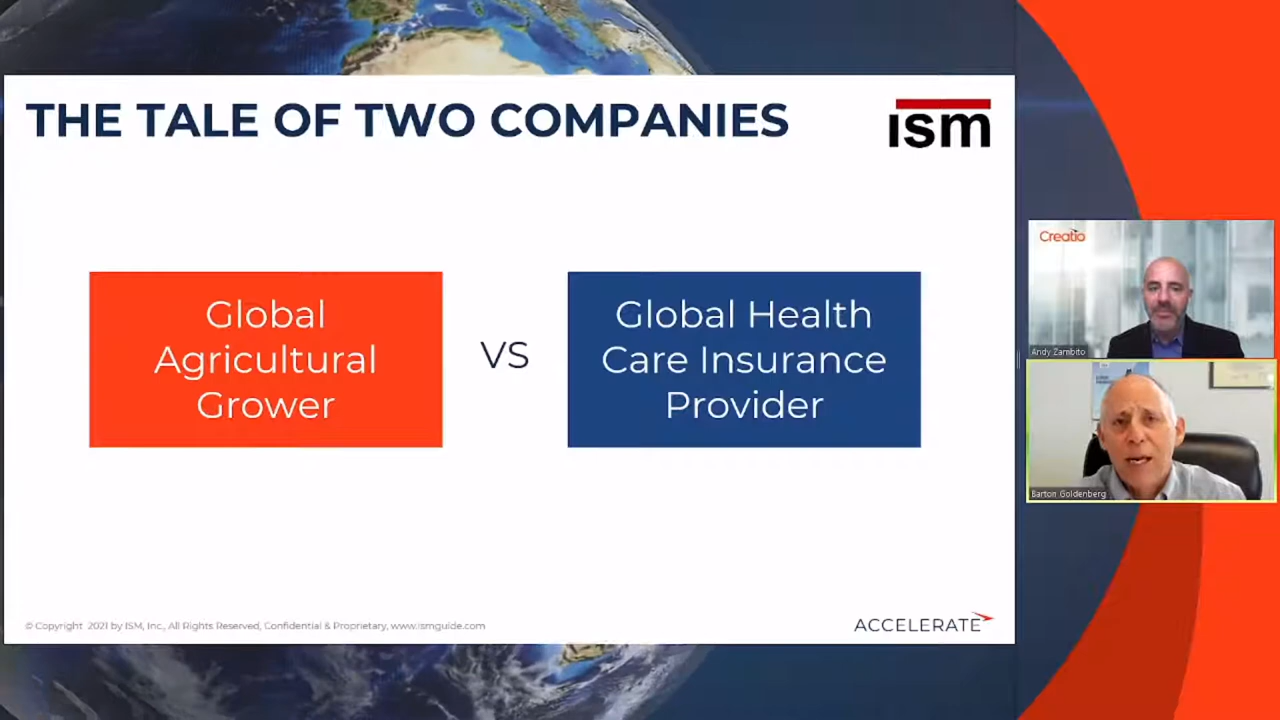 THE TALE OF TWO COMPANIES
ism
Global
Agricultural
Grower
VS
Global Health
Care Insurance
Provider
© Copyright 2021 by ISM, Inc., All Rights Reserved, Confidential & Proprietary, www.ismguide.com
ACCELERATE
Creatio
Andy Zambito
Barton Goldenberg